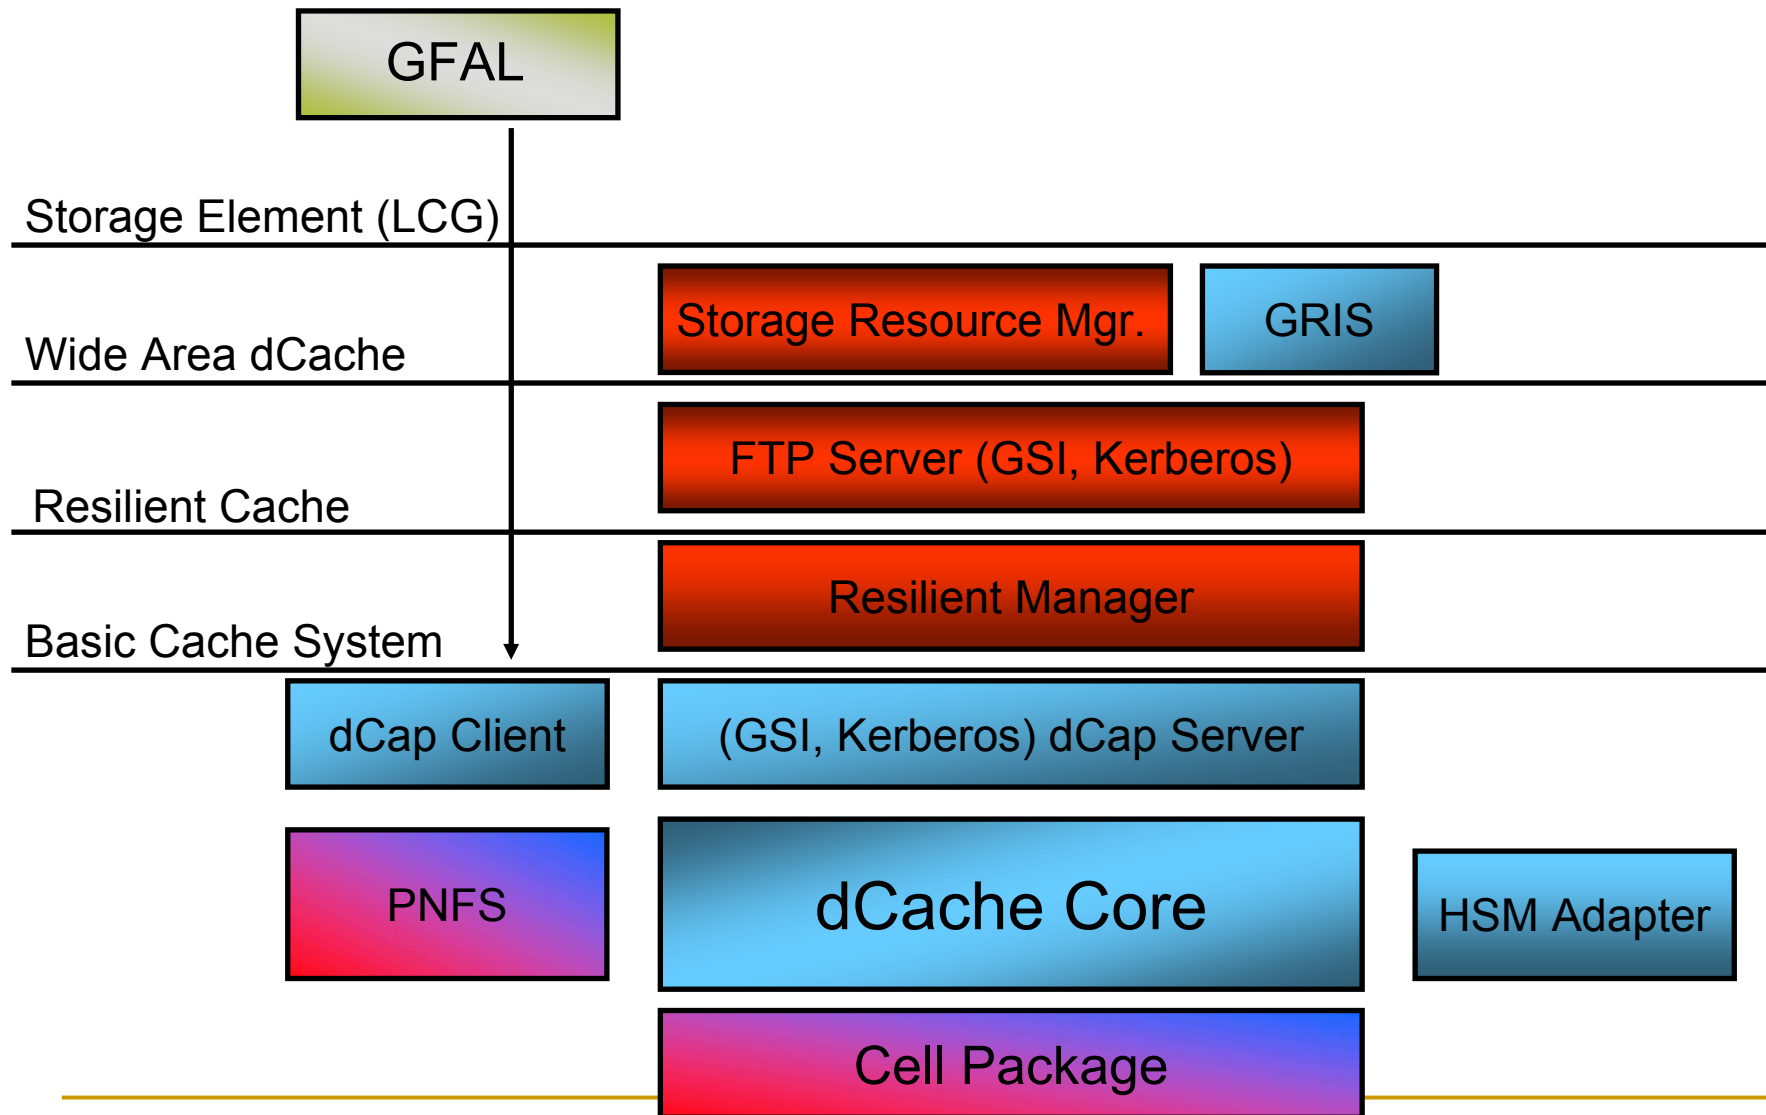 GFAL
Storage Element (LCG)
Storage Resource Mgr.
GRIS
Wide Area dCache
FTP Server (GSI, Kerberos)
Resilient Cache
Resilient Manager
Basic Cache System
dCap Client
(GSI, Kerberos) dCap Server
PNFS
dCache Core
HSM Adapter
Cell Package